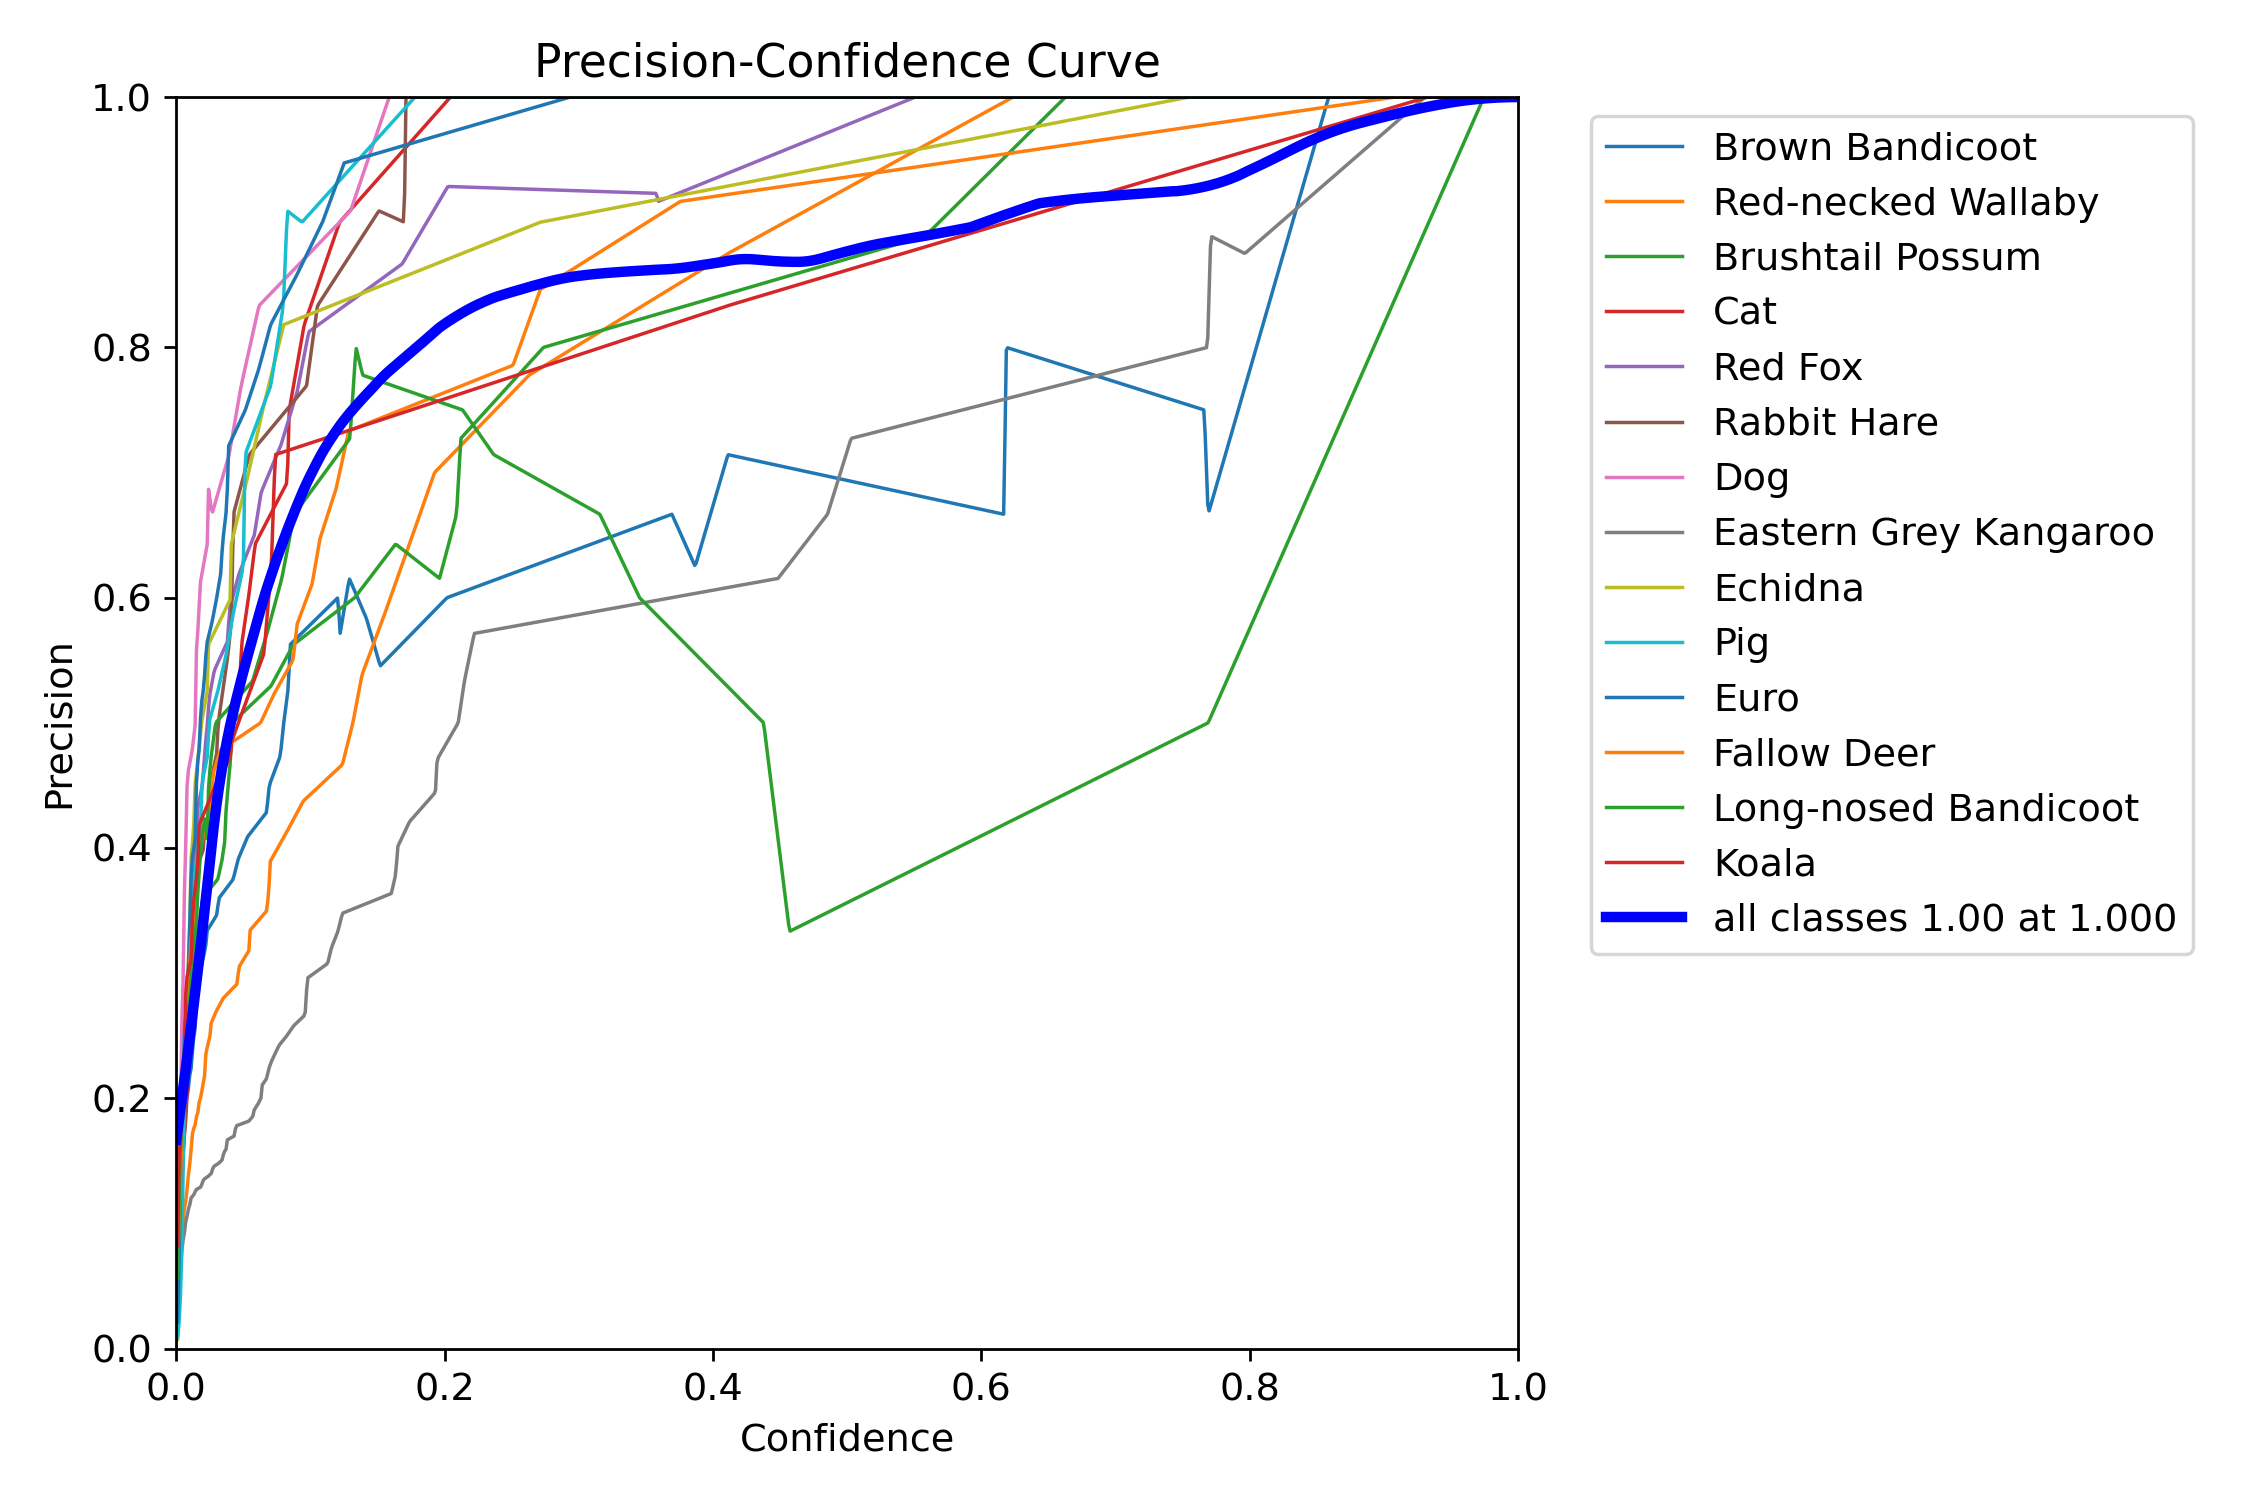 Precision-Confidence Curve
1.0
0.8
0.6
0.4
0.2
0.0
Precision
0.0 0.2 0.4 0.6 0.8 1.0
Confidence
Brown Bandicoot
Red-necked Wallaby
Brushtail Possum
Cat
Red Fox
Rabbit Hare
Dog
Eastern Grey Kangaroo
Echidna
Pig
Euro
Fallow Deer
Long-nosed Bandicoot
Koala
all classes 1.00 at 1.000